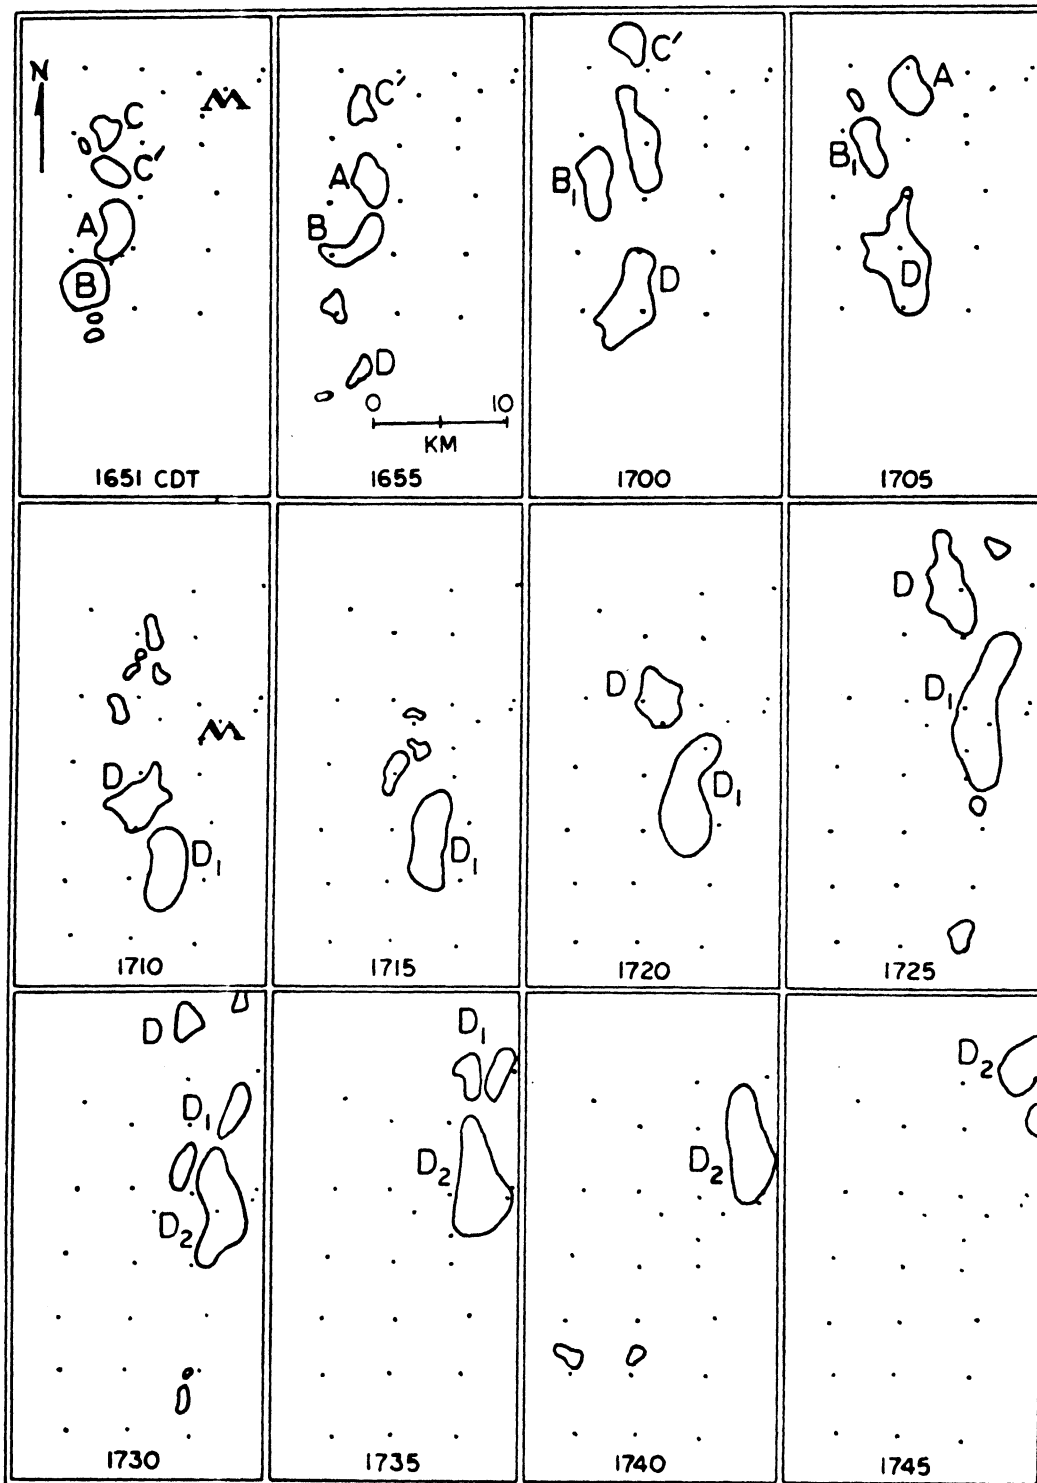 N
C
C'
A
B
1651 CDT
C'
A
B
D
0 10
KM
1655
C'
B₁
D
1700
A
B₁
D
1705
D
D₁
1710
D₁
1715
D
D₁
1720
D
D₁
1725
D
D₁
D₂
1730
D₁
D₂
1735
D₂
1740
D₂
1745